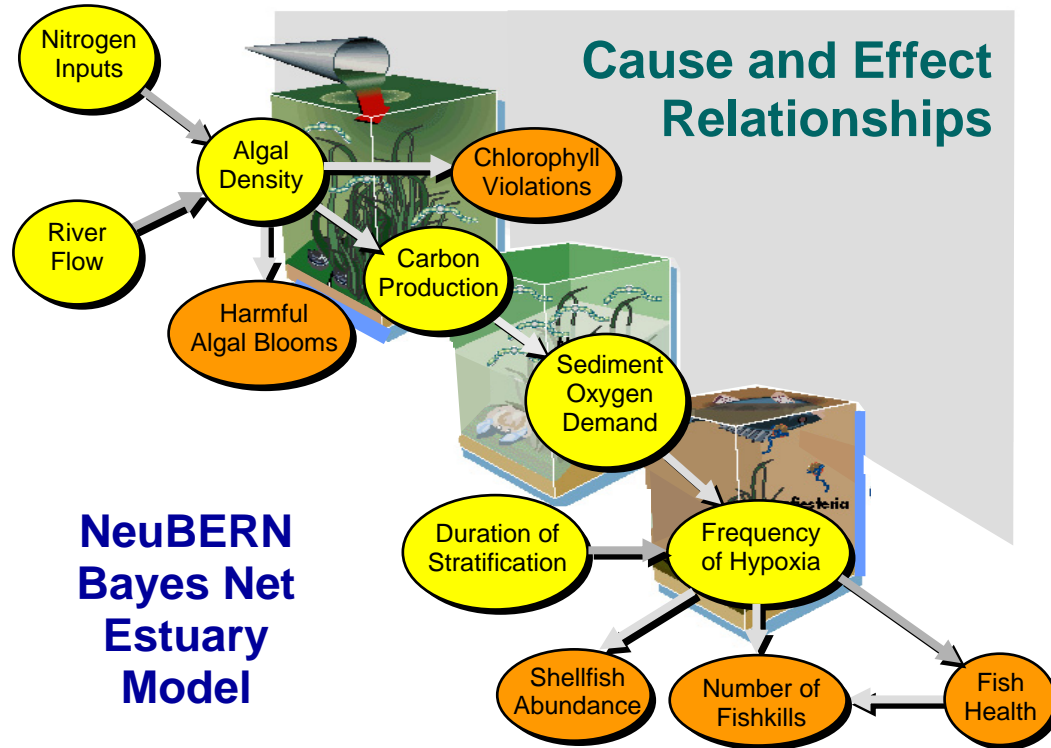 Cause and Effect
Relationships
Nitrogen
Inputs
Algal
Density
Chlorophyll
Violations
River
Flow
Carbon
Production
Harmful
Algal Blooms
Sediment
Oxygen
Demand
Duration of
Stratification
Frequency
of Hypoxia
NeuBERN
Bayes Net
Estuary
Model
Shellfish
Abundance
Number of
Fishkills
Fish
Health